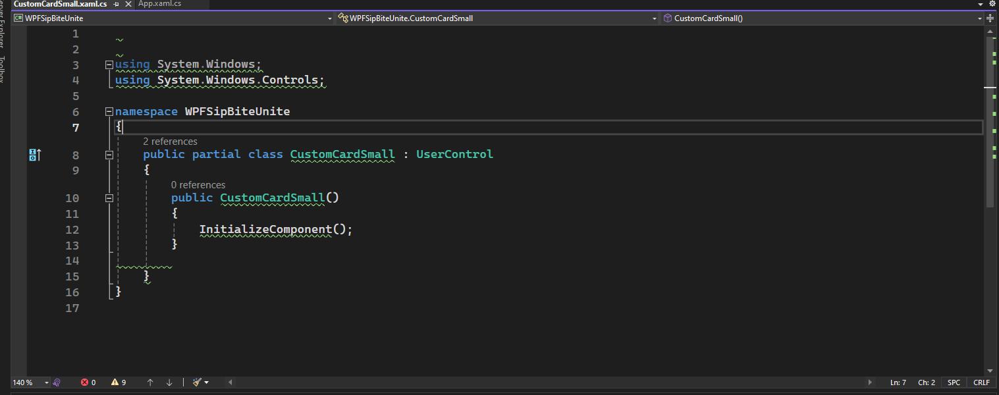 CustomCardSmall.xaml.cs App.xaml.cs
WPFSipBiteUnite WPFSipBiteUnite.CustomCardSmall CustomCardSmall()
Toolbox
1
2
3 using System.Windows;
4 using System.Windows.Controls;
5
6 namespace WPFSipBiteUnite
7 {
2 references
8 public partial class CustomCardSmall : UserControl
9 {
0 references
10 public CustomCardSmall()
11 {
12 InitializeComponent();
13 }
14
15 }
16 }
17
140 % 0 9 Ln: 7 Ch: 2 SPC CRLF